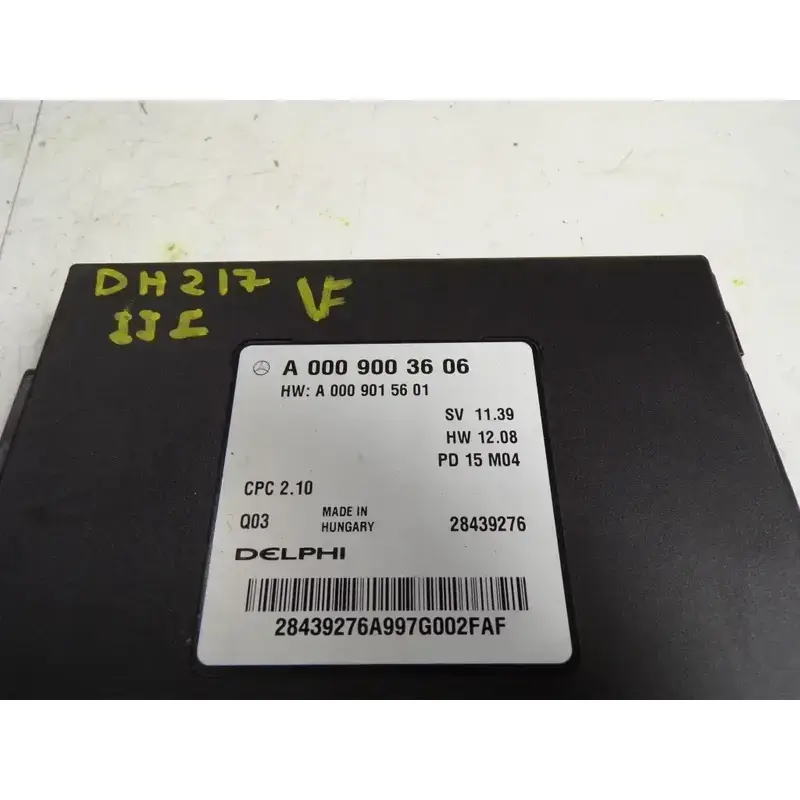 DH217 VF
JJL
A 000 900 36 06
HW: A 000 901 56 01
SV 11.39
HW 12.08
PD 15 M04
CPC 2.10
Q03 MADE IN HUNGARY 28439276
DELPHI
28439276A997G002FAF